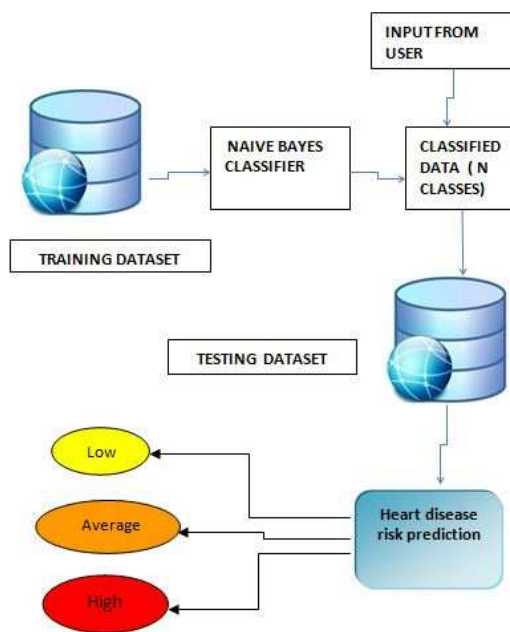 INPUT FROM
USER
NAIVE BAYES
CLASSIFIER
CLASSIFIED
DATA ( N
CLASSES)
TRAINING DATASET
TESTING DATASET
Low
Average
High
Heart disease
risk prediction